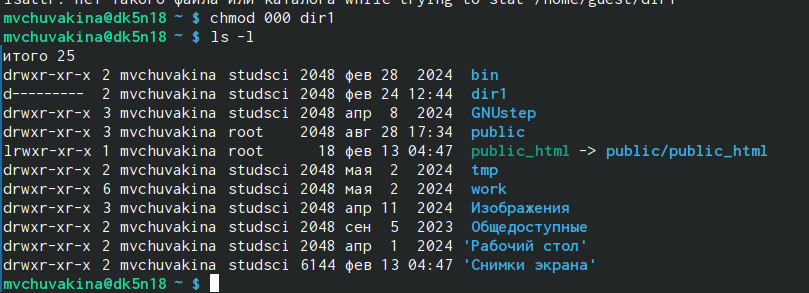 lsattr: Нет такого файла или каталога while trying to stat /home/guest/dir1
mvchuvakina@dk5n18 ~ $ chmod 000 dir1
mvchuvakina@dk5n18 ~ $ ls -l
итого 25
drwxr-xr-x 2 mvchuvakina studsci 2048 фев 28  2024  bin
d--------- 2 mvchuvakina studsci 2048 фев 24 12:44  dir1
drwxr-xr-x 3 mvchuvakina studsci 2048 апр  8  2024  GNUstep
drwxr-xr-x 3 mvchuvakina root    2048 авг 28 17:34  public
lrwxr-xr-x 1 mvchuvakina root      18 фев 13 04:47  public_html -> public/public_html
drwxr-xr-x 2 mvchuvakina studsci 2048 мая  2  2024  tmp
drwxr-xr-x 6 mvchuvakina studsci 2048 мая  2  2024  work
drwxr-xr-x 3 mvchuvakina studsci 2048 апр 11  2024  Изображения
drwxr-xr-x 2 mvchuvakina studsci 2048 сен  5  2023  Общедоступные
drwxr-xr-x 2 mvchuvakina studsci 2048 апр  1  2024 'Рабочий стол'
drwxr-xr-x 2 mvchuvakina studsci 6144 фев 13 04:47 'Снимки экрана'
mvchuvakina@dk5n18 ~ $